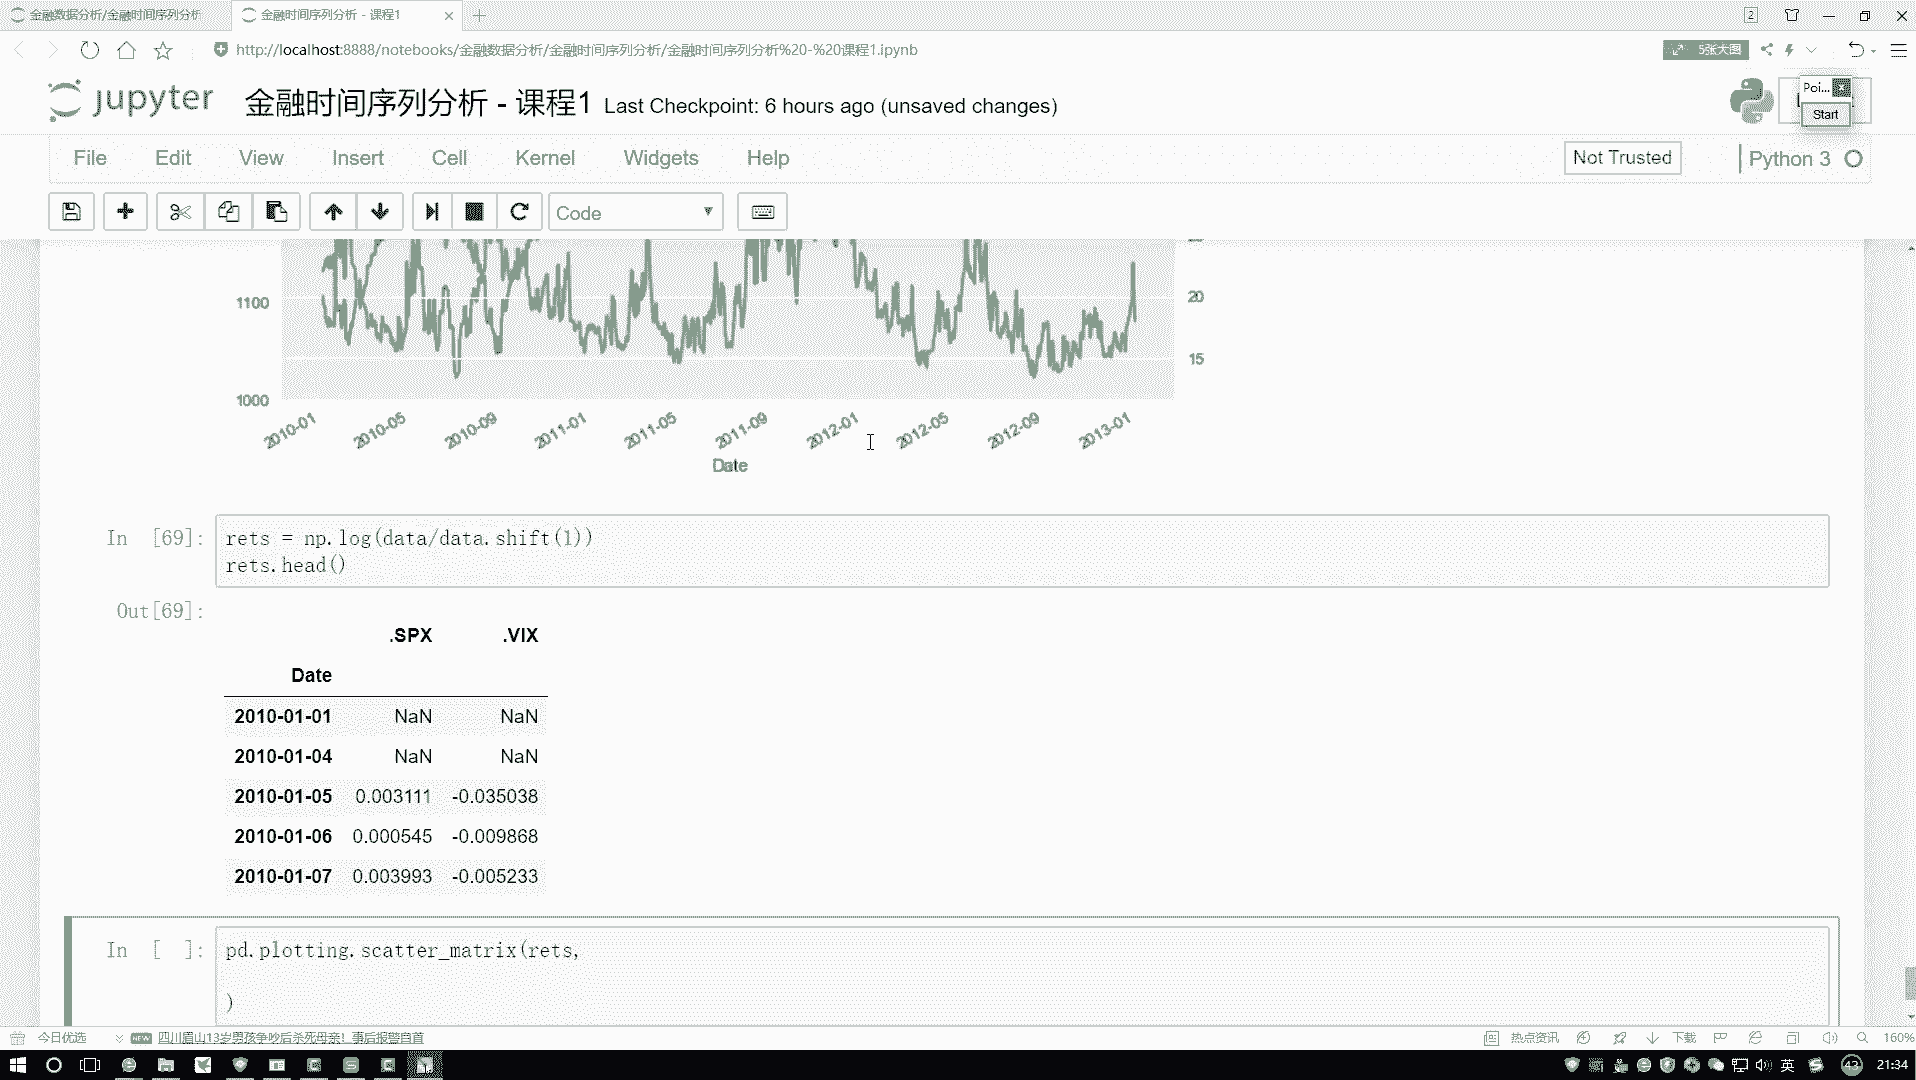 金融数据分析/金融时间序列分析
金融时间序列分析 - 课程1
2
http://localhost:8888/notebooks/金融数据分析/金融时间序列分析/金融时间序列分析%20-%20课程1.ipynb
5张大图
jupyter
金融时间序列分析 - 课程1 Last Checkpoint: 6 hours ago (unsaved changes)
Poi...
Start
File Edit View Insert Cell Kernel Widgets Help
Not Trusted
Python 3
Code
1100
20
15
1000
2010-01 2010-05 2010-09 2011-01 2011-05 2011-09 2012-01 2012-05 2012-09 2013-01
Date
In [69]:
rets = np.log(data/data.shift(1))
rets.head()
Out[69]:
.SPX .VIX
Date
2010-01-01 NaN NaN
2010-01-04 NaN NaN
2010-01-05 0.003111 -0.035038
2010-01-06 0.000545 -0.009868
2010-01-07 0.003993 -0.005233
In [ ]:
pd.plotting.scatter_matrix(rets,
)
今日优选
NEW
四川眉山13岁男孩争吵后杀死母亲！事后报警自首
热点资讯
下载
160%
英
43
21:34